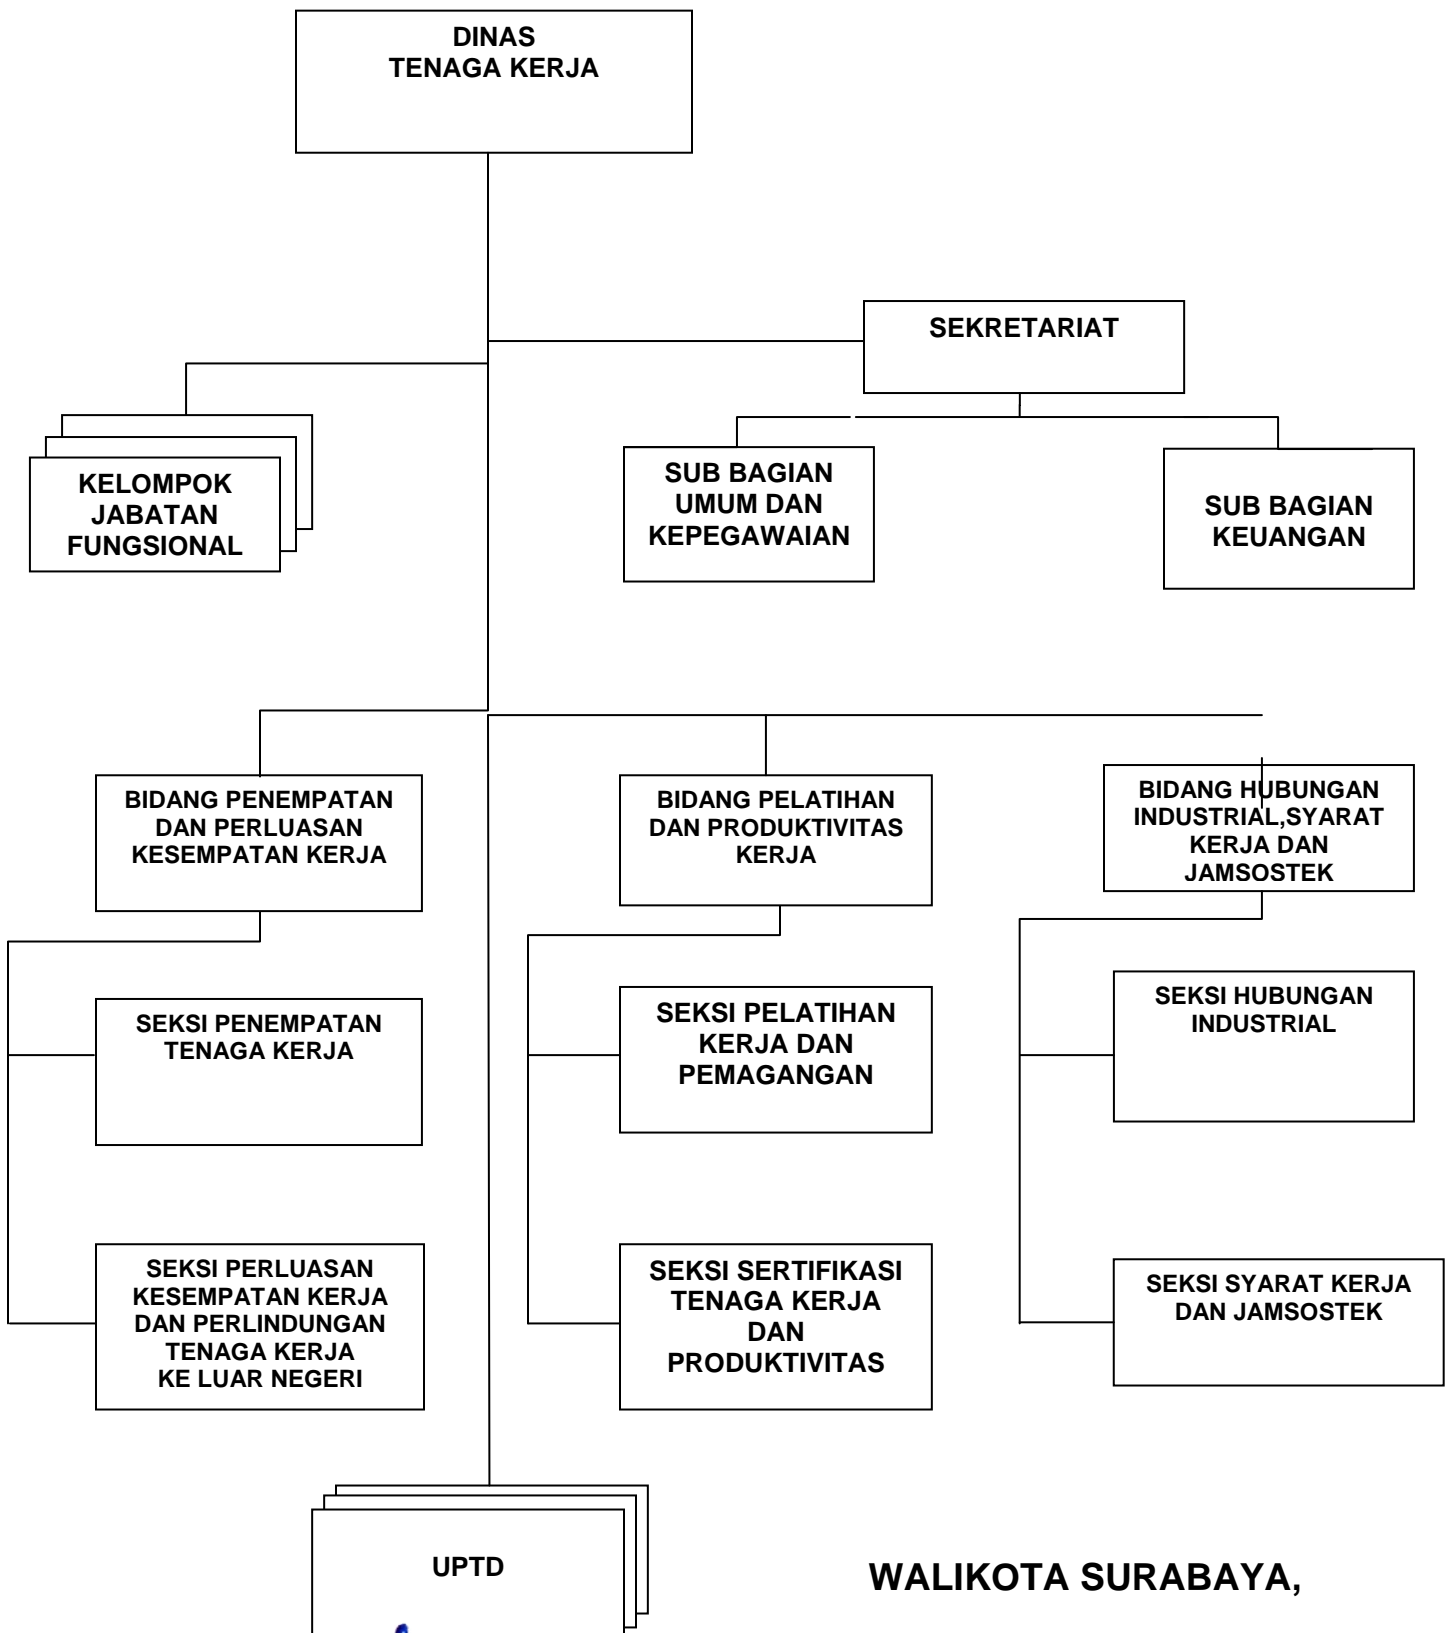 DINAS
TENAGA KERJA
SEKRETARIAT
KELOMPOK
JABATAN
FUNGSIONAL
SUB BAGIAN
UMUM DAN
KEPEGAWAIAN
SUB BAGIAN
KEUANGAN
BIDANG PENEMPATAN
DAN PERLUASAN
KESEMPATAN KERJA
BIDANG PELATIHAN
DAN PRODUKTIVITAS
KERJA
BIDANG HUBUNGAN
INDUSTRIAL,SYARAT
KERJA DAN
JAMSOSTEK
SEKSI PENEMPATAN
TENAGA KERJA
SEKSI PELATIHAN
KERJA DAN
PEMAGANGAN
SEKSI HUBUNGAN
INDUSTRIAL
SEKSI PERLUASAN
KESEMPATAN KERJA
DAN PERLINDUNGAN
TENAGA KERJA
KE LUAR NEGERI
SEKSI SERTIFIKASI
TENAGA KERJA
DAN
PRODUKTIVITAS
SEKSI SYARAT KERJA
DAN JAMSOSTEK
UPTD
WALIKOTA SURABAYA,